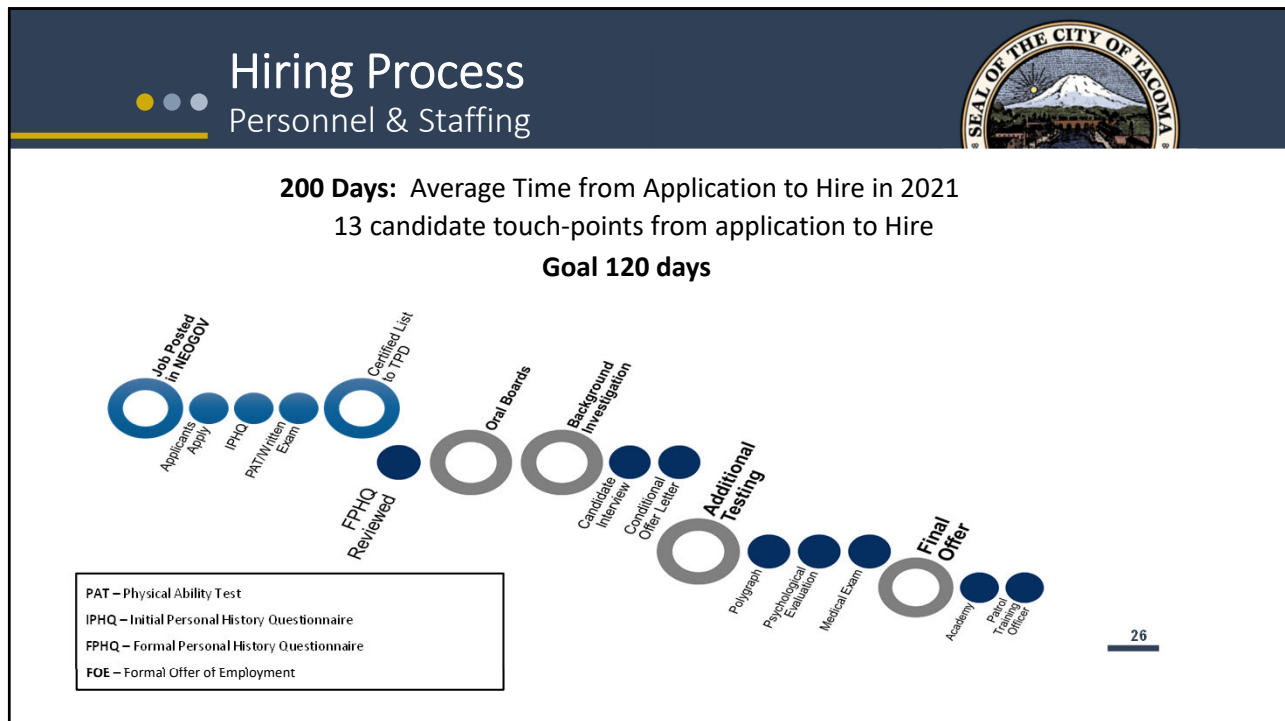 Hiring Process
Personnel & Staffing
SEAL OF THE CITY OF TACOMA
200 Days: Average Time from Application to Hire in 2021
13 candidate touch-points from application to Hire
Goal 120 days
Job Posted
in NEOGOV
Applicants
Apply
IPHQ
PAT/Written
Exam
Certified List
to TPD
FPHQ
Reviewed
Oral Boards
Background
Investigation
Candidate
Interview
Conditional
Offer Letter
Additional
Testing
Polygraph
Psychological
Evaluation
Medical Exam
Final
Offer
Academy
Patrol
Training
Officer
PAT – Physical Ability Test
IPHQ – Initial Personal History Questionnaire
FPHQ – Formal Personal History Questionnaire
FOE – Formal Offer of Employment
26